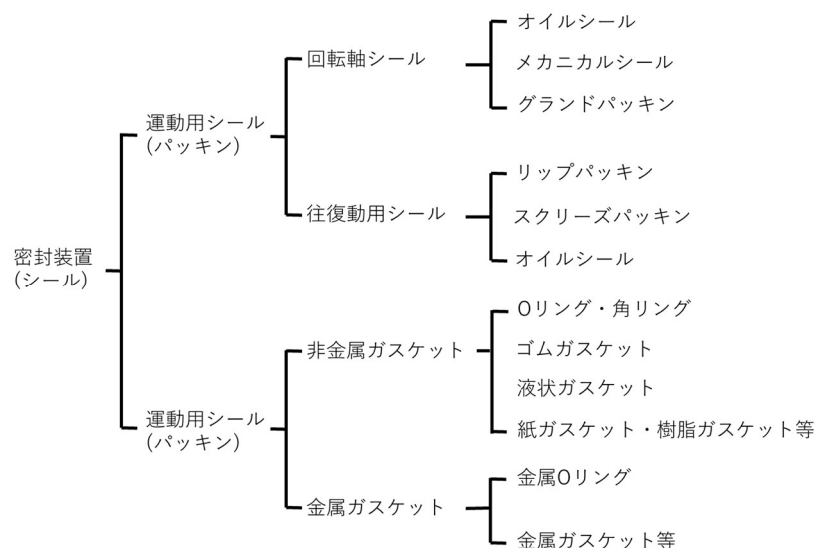 密封装置
(シール)
運動用シール
(パッキン)
回転軸シール
オイルシール
メカニカルシール
グランドパッキン
往復動用シール
リップパッキン
スクリーズパッキン
オイルシール
運動用シール
(パッキン)
非金属ガスケット
Oリング・角リング
ゴムガスケット
液状ガスケット
紙ガスケット・樹脂ガスケット等
金属ガスケット
金属Oリング
金属ガスケット等